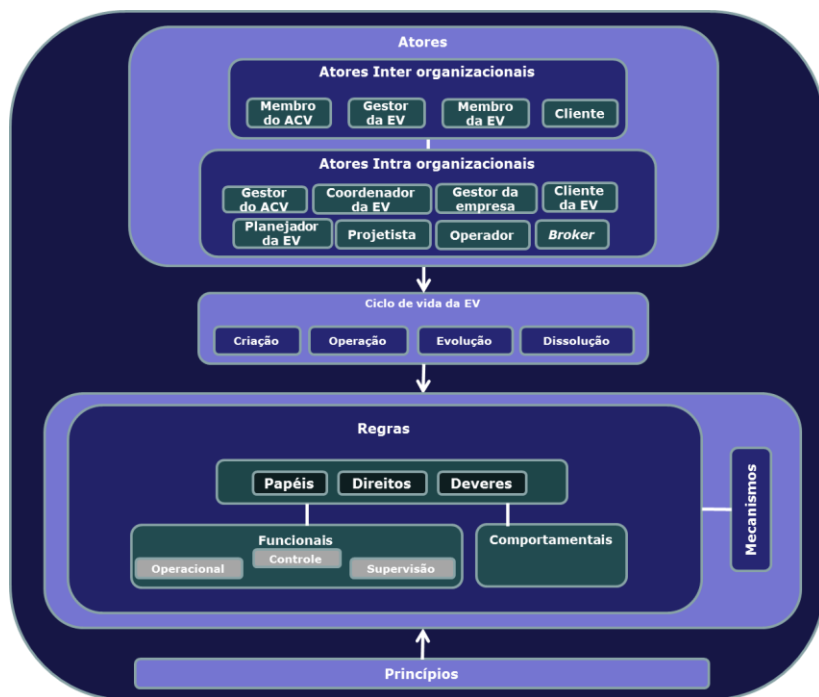 Atores
Atores Inter organizacionais
Membro
do ACV
Gestor
da EV
Membro
da EV
Cliente
Atores Intra organizacionais
Gestor
do ACV
Coordenador
da EV
Gestor da
empresa
Cliente
da EV
Planejador
da EV
Projetista
Operador
Broker
Ciclo de vida da EV
Criação
Operação
Evolução
Dissolução
Regras
Papéis
Direitos
Deveres
Funcionais
Operacional
Controle
Supervisão
Comportamentais
Mecanismos
Princípios